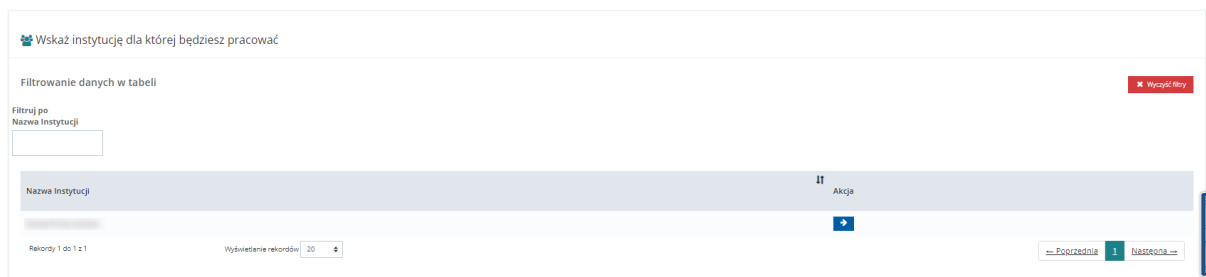 Wskaż instytucję dla której będziesz pracować
Filtrowanie danych w tabeli
Wyczyść filtry
Filtruj po
Nazwa Instytucji
Nazwa Instytucji
Akcja
Rekordy 1 do 1 z 1
Wyświetlanie rekordów 20
← Poprzednia 1 Następna →